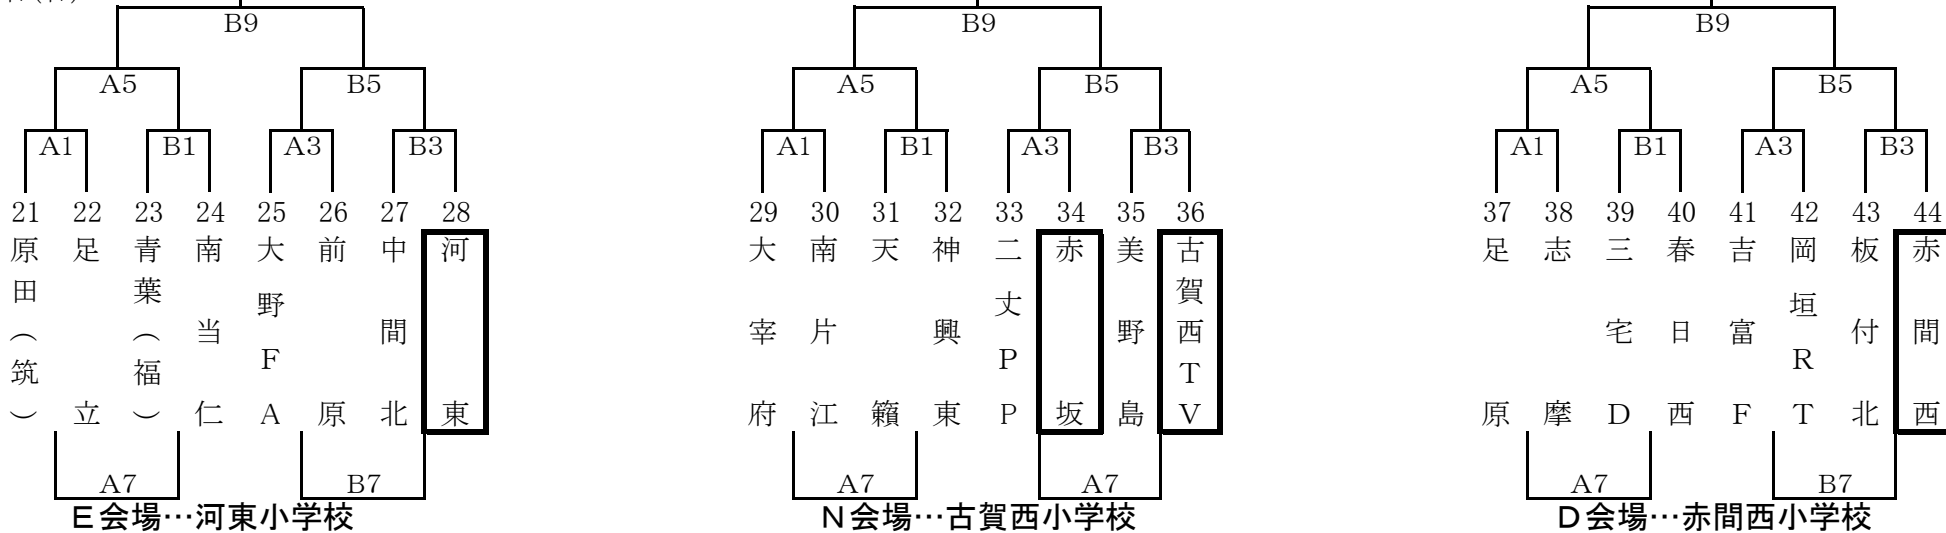 B9 B9 B9
A5 B5 A5 B5 A5 B5
A1 B1 A3 B3 A1 B1 A3 B3 A1 B1 A3 B3
21 22 23 24 25 26 27 28 29 30 31 32 33 34 35 36 37 38 39 40 41 42 43 44
原田(筑)
足立
青葉(福)
南当仁
大野FA
前原
中間北
河東
大宰府
南片江
天籟
神興東
二丈PP
赤坂
美野島
古賀西TV
足原
志摩
三宅D
春日西
吉富F
岡垣RT
板付北
赤間西
A7 B7 A7 A7 A7 B7
E会場…河東小学校
N会場…古賀西小学校
D会場…赤間西小学校